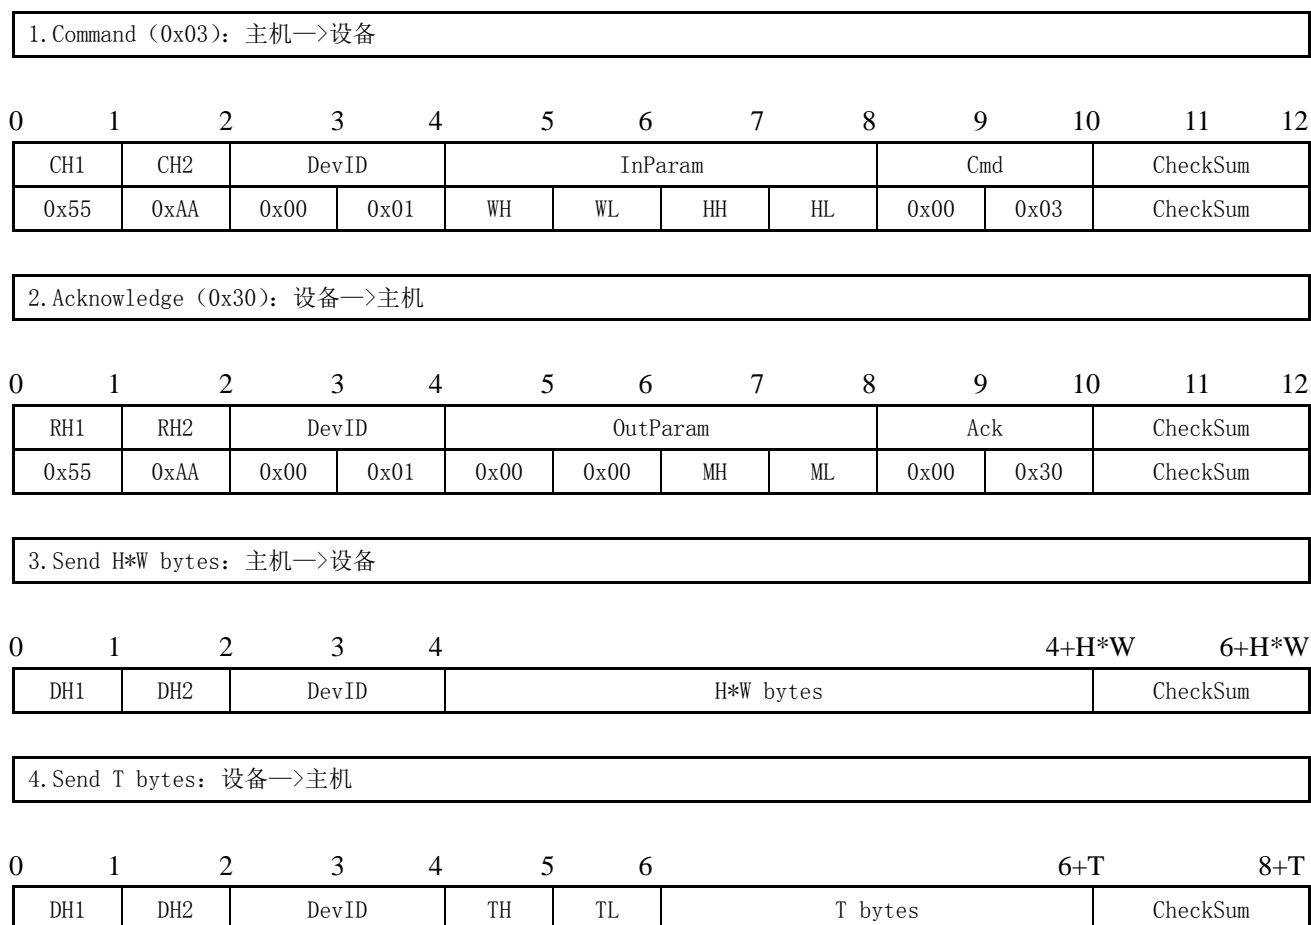 1.Command（0x03）：主机—>设备
0 1 2 3 4 5 6 7 8 9 10 11 12
CH1 CH2 DevID InParam Cmd CheckSum
0x55 0xAA 0x00 0x01 WH WL HH HL 0x00 0x03 CheckSum
2.Acknowledge（0x30）：设备—>主机
0 1 2 3 4 5 6 7 8 9 10 11 12
RH1 RH2 DevID OutParam Ack CheckSum
0x55 0xAA 0x00 0x01 0x00 0x00 MH ML 0x00 0x30 CheckSum
3.Send H*W bytes：主机—>设备
0 1 2 3 4 4+H*W 6+H*W
DH1 DH2 DevID H*W bytes CheckSum
4.Send T bytes：设备—>主机
0 1 2 3 4 5 6 6+T 8+T
DH1 DH2 DevID TH TL T bytes CheckSum